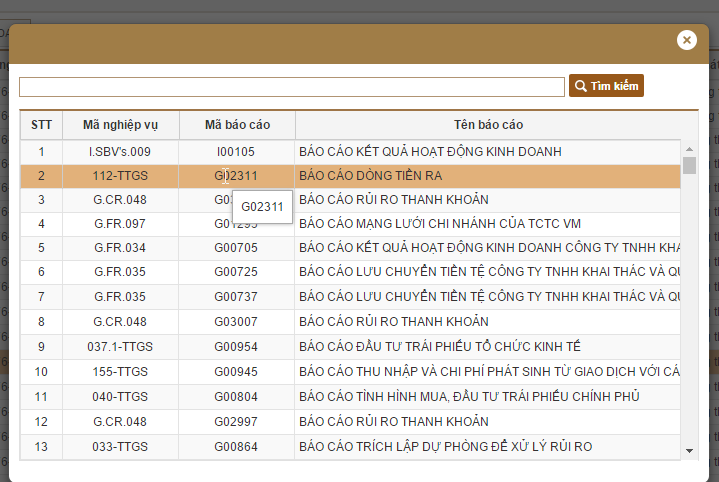 Tìm kiếm
STT Mã nghiệp vụ Mã báo cáo Tên báo cáo
1 I.SBV's.009 I00105 BÁO CÁO KẾT QUẢ HOẠT ĐỘNG KINH DOANH
2 112-TTGS G02311 BÁO CÁO DÒNG TIỀN RA
3 G.CR.048 BÁO CÁO RỦI RO THANH KHOẢN
G02311
4 G.FR.097 G01295 BÁO CÁO MẠNG LƯỚI CHI NHÁNH CỦA TCTC VM
5 G.FR.034 G00705 BÁO CÁO KẾT QUẢ HOẠT ĐỘNG KINH DOANH CÔNG TY TNHH KHA
6 G.FR.035 G00725 BÁO CÁO LƯU CHUYỂN TIỀN TỆ CÔNG TY TNHH KHAI THÁC VÀ QU
7 G.FR.035 G00737 BÁO CÁO LƯU CHUYỂN TIỀN TỆ CÔNG TY TNHH KHAI THÁC VÀ QU
8 G.CR.048 G03007 BÁO CÁO RỦI RO THANH KHOẢN
9 037.1-TTGS G00954 BÁO CÁO ĐẦU TƯ TRÁI PHIẾU TỔ CHỨC KINH TẾ
10 155-TTGS G00945 BÁO CÁO THU NHẬP VÀ CHI PHÍ PHÁT SINH TỪ GIAO DỊCH VỚI CÁ
11 040-TTGS G00804 BÁO CÁO TÌNH HÌNH MUA, ĐẦU TƯ TRÁI PHIẾU CHÍNH PHỦ
12 G.CR.048 G02997 BÁO CÁO RỦI RO THANH KHOẢN
13 033-TTGS G00864 BÁO CÁO TRÍCH LẬP DỰ PHÒNG ĐỂ XỬ LÝ RỦI RO